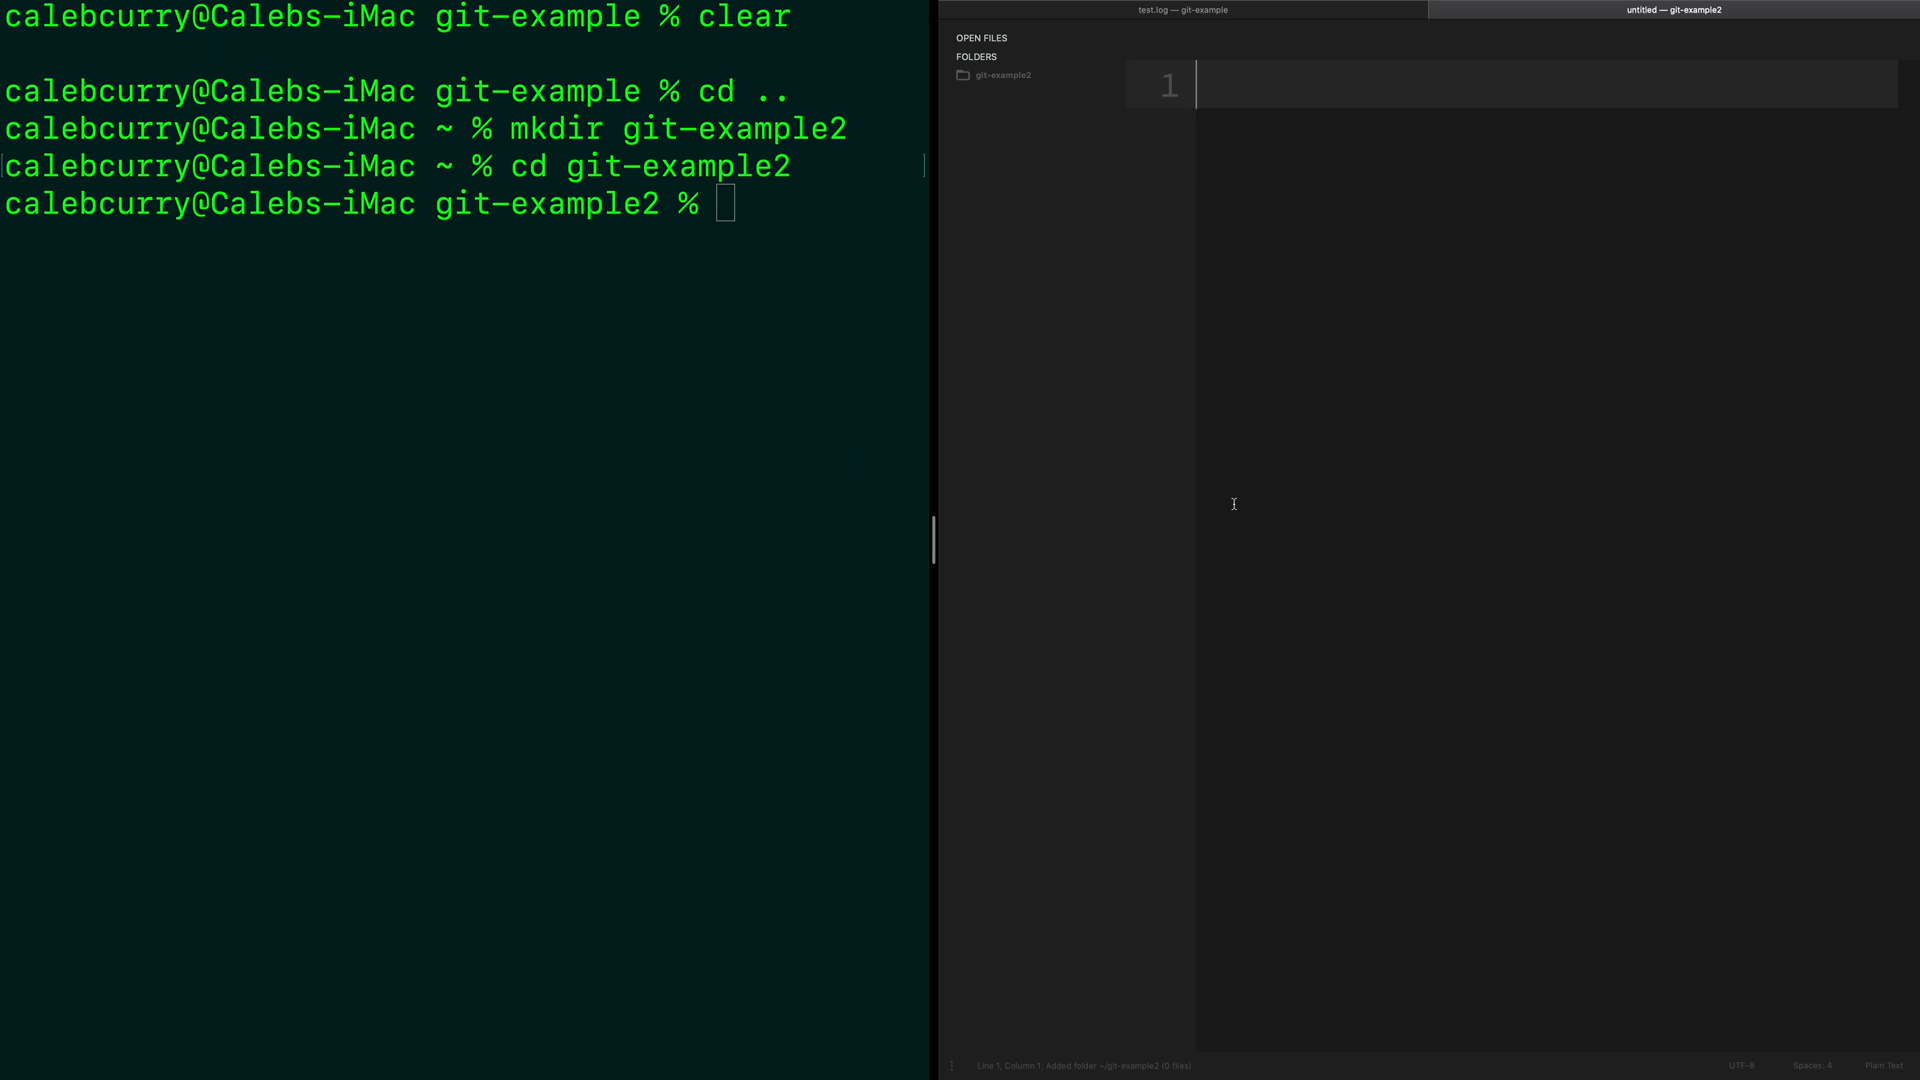 calebcurry@Calebs-iMac git-example % clear
calebcurry@Calebs-iMac git-example % cd ..
calebcurry@Calebs-iMac ~ % mkdir git-example2
calebcurry@Calebs-iMac ~ % cd git-example2
calebcurry@Calebs-iMac git-example2 %
test.log — git-example
untitled — git-example2
OPEN FILES
FOLDERS
git-example2
1
Line 1, Column 1; Added folder ~/git-example2 (0 files)
UTF-8
Spaces: 4
Plain Text